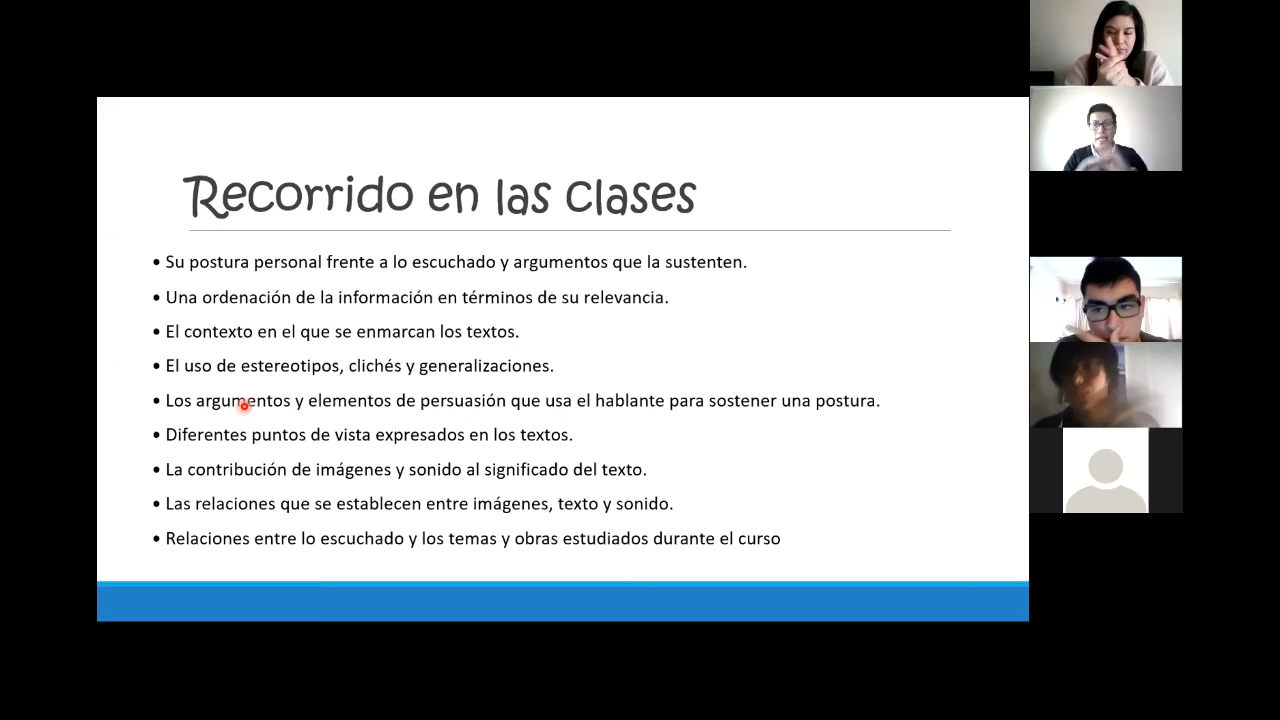 Recorrido en las clases
• Su postura personal frente a lo escuchado y argumentos que la sustenten.
• Una ordenación de la información en términos de su relevancia.
• El contexto en el que se enmarcan los textos.
• El uso de estereotipos, clichés y generalizaciones.
• Los argumentos y elementos de persuasión que usa el hablante para sostener una postura.
• Diferentes puntos de vista expresados en los textos.
• La contribución de imágenes y sonido al significado del texto.
• Las relaciones que se establecen entre imágenes, texto y sonido.
• Relaciones entre lo escuchado y los temas y obras estudiados durante el curso